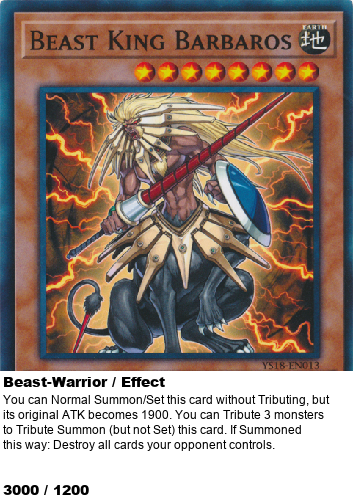 BEAST KING BARBAROS
EARTH
地
YS18-EN013
Beast-Warrior / Effect
You can Normal Summon/Set this card without Tributing, but
its original ATK becomes 1900. You can Tribute 3 monsters
to Tribute Summon (but not Set) this card. If Summoned
this way: Destroy all cards your opponent controls.
3000 / 1200